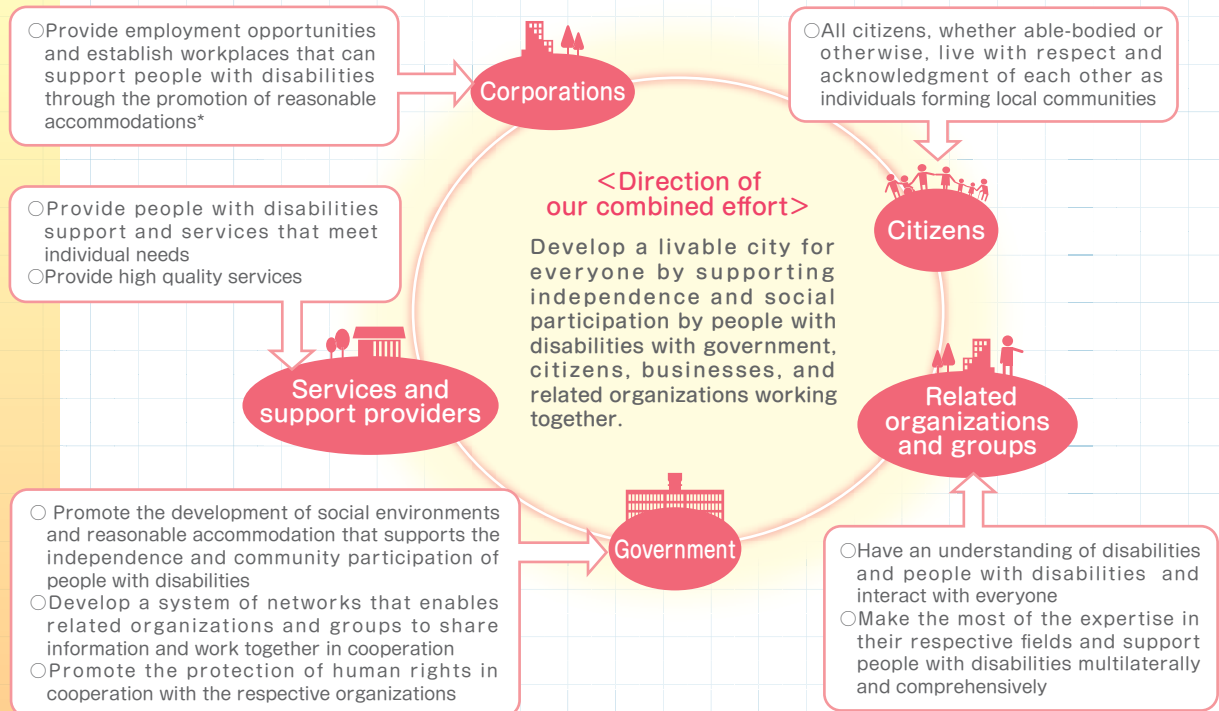 ○Provide employment opportunities
and establish workplaces that can
support people with disabilities
through the promotion of reasonable
accommodations*
Corporations
○All citizens, whether able-bodied or
otherwise, live with respect and
acknowledgment of each other as
individuals forming local communities
Citizens
<Direction of
our combined effort>
Develop a livable city for
everyone by supporting
independence and social
participation by people with
disabilities with government,
citizens, businesses, and
related organizations working
together.
○Provide people with disabilities
support and services that meet
individual needs
○Provide high quality services
Services and
support providers
Related
organizations
and groups
Government
○ Promote the development of social environments
and reasonable accommodation that supports the
independence and community participation of
people with disabilities
○Develop a system of networks that enables
related organizations and groups to share
information and work together in cooperation
○Promote the protection of human rights in
cooperation with the respective organizations
○Have an understanding of disabilities
and people with disabilities and
interact with everyone
○Make the most of the expertise in
their respective fields and support
people with disabilities multilaterally
and comprehensively